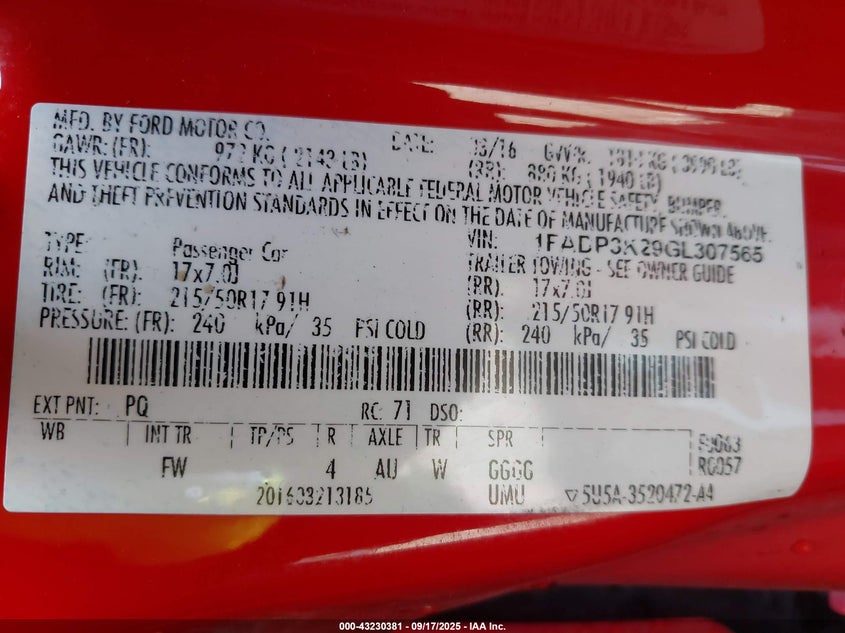 MFD. BY FORD MOTOR CO. DATE: 03/16 GVWR: KG ( LB)
GAWR: (FR): 972 KG ( 2143 LB) (RR): 880 KG ( 1940 LB)
THIS VEHICLE CONFORMS TO ALL APPLICABLE FEDERAL MOTOR VEHICLE SAFETY, BUMPER,
AND THEFT PREVENTION STANDARDS IN EFFECT ON THE DATE OF MANUFACTURE SHOWN ABOVE.
VIN: 1FADP3K29GL307565
TYPE: Passenger Car TRAILER TOWING - SEE OWNER GUIDE
RIM: (FR): 17x7.0J (RR): 17x7.0J
TIRE: (FR): 215/50R17 91H (RR): 215/50R17 91H
PRESSURE: (FR): 240 kPa/ 35 PSI COLD (RR): 240 kPa/ 35 PSI COLD
EXT PNT: PQ RC: 71 DSO:
WB INT TR TP/PS R AXLE TR SPR
FW 4 AU W GGGG
201603213185 UMU 5U5A-3520472-AA
000-43230381 - 09/17/2025 - IAA Inc.